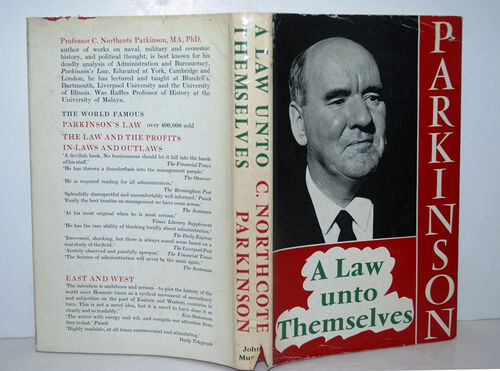 Professor C. Northcote Parkinson, MA, PhD.
author of works on naval, military and economic
history, and political thought, is best known for his
deadly analysis of Administration and Bureaucracy,
Parkinson's Law. Educated at York, Cambridge and
London, he has lectured and taught at Blundell's,
Dartmouth, Liverpool University and the University
of Illinois. Was Raffles Professor of History at the
University of Malaya.
THE WORLD FAMOUS
PARKINSON'S LAW over 400,000 sold
THE LAW AND THE PROFITS
IN-LAWS AND OUTLAWS
'A devilish book. No businessman should let it fall into the hands
of his staff.' The Financial Times
'He has thrown a thunderflash into the management parade.'
The Observer
'He is required reading for all administrators.'
The Birmingham Post
'Splendidly disrespectful and uncomfortably well informed.' Punch
'Easily the best treatise on management we have come across.'
The Scotsman
'At his most original when he is most serious.'
Times Literary Supplement
'He has the rare ability of thinking lucidly about administration.'
The Daily Express
'Irreverent, shocking, but there is always sound sense based on a
real study of the field.' The Liverpool Post
'Acutely observed and painfully apropos.' The Financial Times
'The Science of administration will never be the same again.'
The Scotsman
EAST AND WEST
'The intention is ambitious and serious—to plot the history of the
world since Homeric times as a cyclical movement of ascendancy
and subjection on the part of Eastern and Western countries in
turn. This is not a novel idea, but it is novel to have done it so
clearly and so readably.' New Statesman
'The writer with energy and wit, and compels our attention from
first to last.' Punch
'Highly readable, at all times controversial and stimulating.'
Daily Telegraph
A LAW UNTO
THEMSELVES
C. NORTHCOTE
PARKINSON
John
Mu
PARKINSON
A Law
unto
Themselves